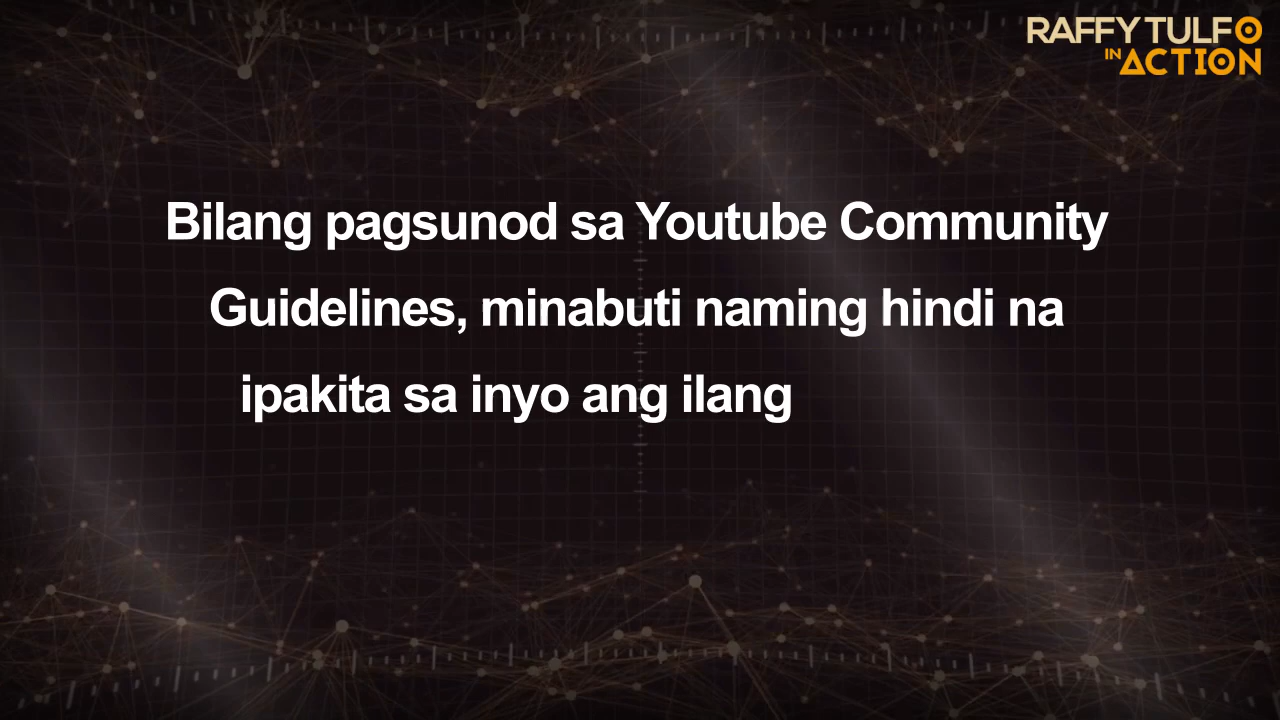 RAFFY TULFO
IN ACTION
Bilang pagsunod sa Youtube Community
Guidelines, minabuti naming hindi na
ipakita sa inyo ang ilang